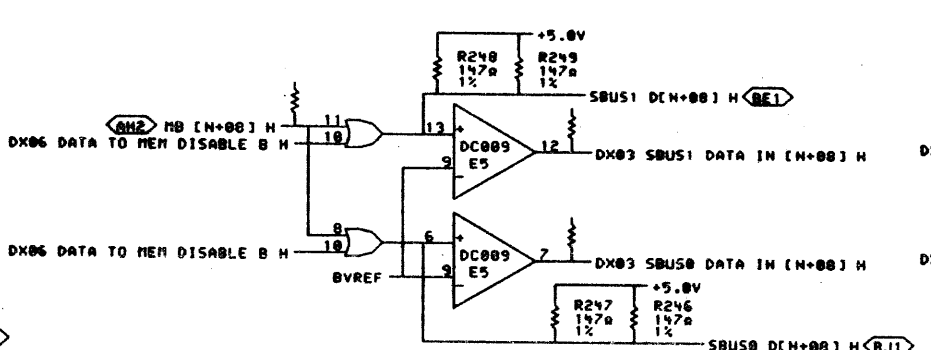 +5.0V
R248 R249
147Ω 147Ω
1% 1%
SBUS1 D[N+08] H BE1
AH2 MB [N+08] H 11
DX06 DATA TO MEM DISABLE B H 10
13 + DC009 E5 12
DX03 SBUS1 DATA IN [N+08] H
9 -
8
DX06 DATA TO MEM DISABLE B H 10
6 + DC009 E5 7
DX03 SBUS0 DATA IN [N+08] H
BVREF 9 -
+5.0V
R247 R246
147Ω 147Ω
1% 1%
SBUS0 D[N+08] H BJ1